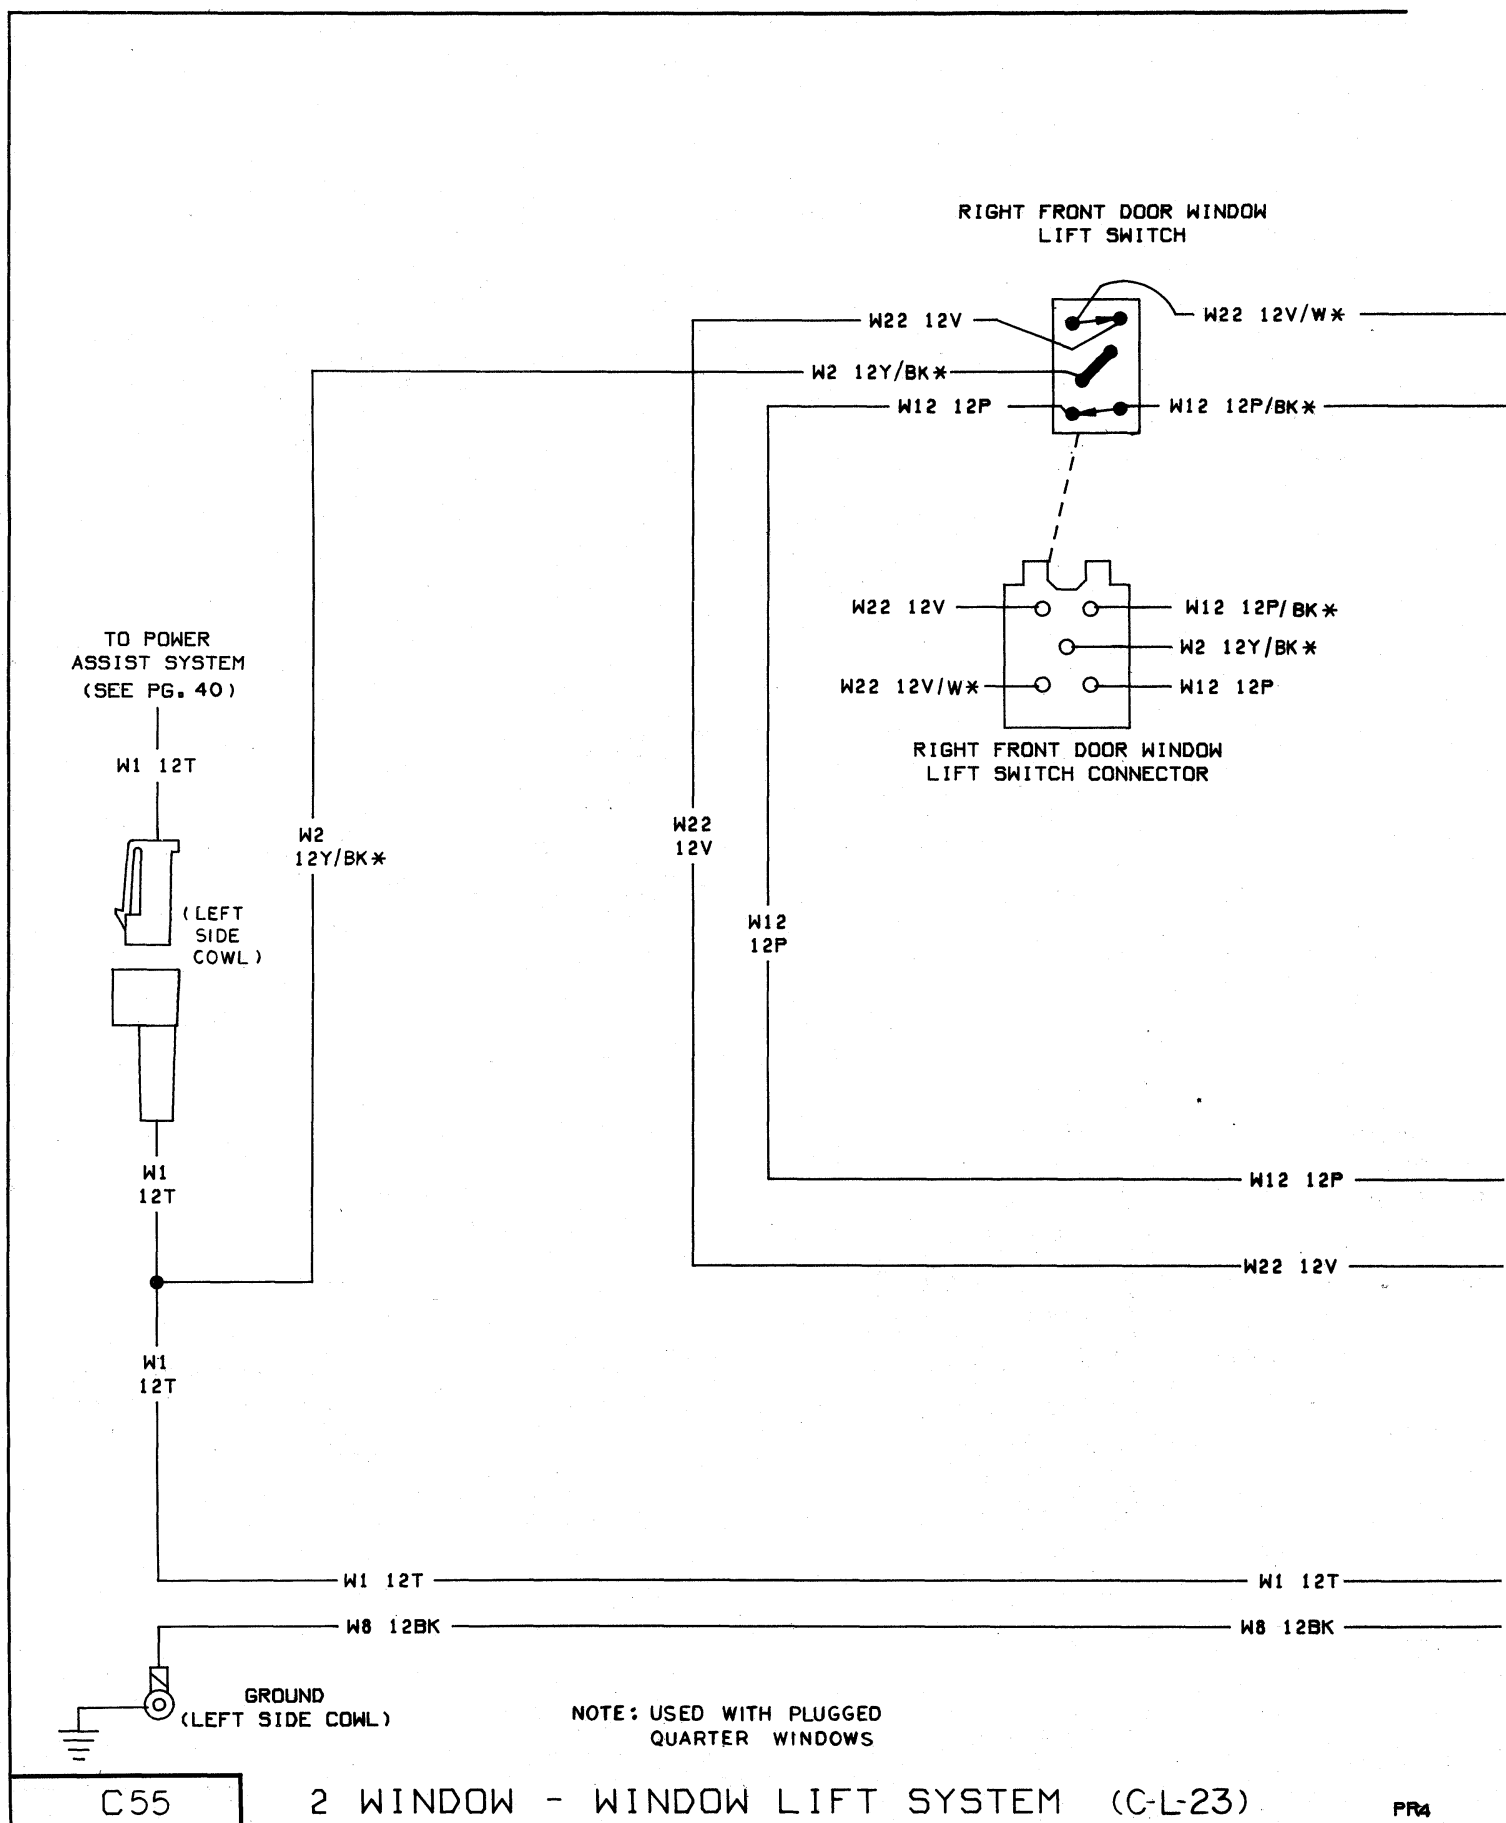 RIGHT FRONT DOOR WINDOW
LIFT SWITCH
W22 12V
W22 12V/W*
W2 12Y/BK*
W12 12P
W12 12P/BK*
W22 12V
W12 12P/BK*
W2 12Y/BK*
W22 12V/W*
W12 12P
RIGHT FRONT DOOR WINDOW
LIFT SWITCH CONNECTOR
TO POWER
ASSIST SYSTEM
(SEE PG. 40)
W1 12T
W2
12Y/BK*
W22
12V
(LEFT
SIDE
COWL)
W12
12P
W1
12T
W12 12P
W22 12V
W1
12T
W1 12T
W1 12T
W8 12BK
W8 12BK
GROUND
(LEFT SIDE COWL)
NOTE: USED WITH PLUGGED
QUARTER WINDOWS
C55
2 WINDOW - WINDOW LIFT SYSTEM (C-L-23)
PR4